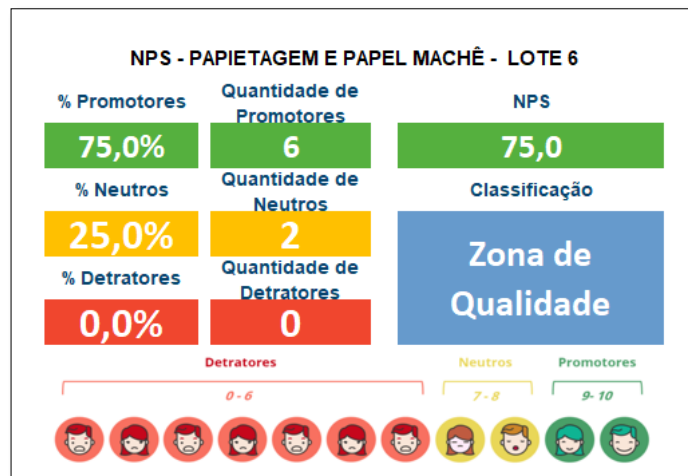 NPS - PAPIETAGEM E PAPEL MACHÊ - LOTE 6
% Promotores
Quantidade de
Promotores
NPS
75,0%
6
75,0
% Neutros
Quantidade de
Neutros
Classificação
25,0%
2
Zona de
Qualidade
% Detratores
Quantidade de
Detratores
0,0%
0
Detratores
Neutros
Promotores
0 - 6
7 - 8
9- 10